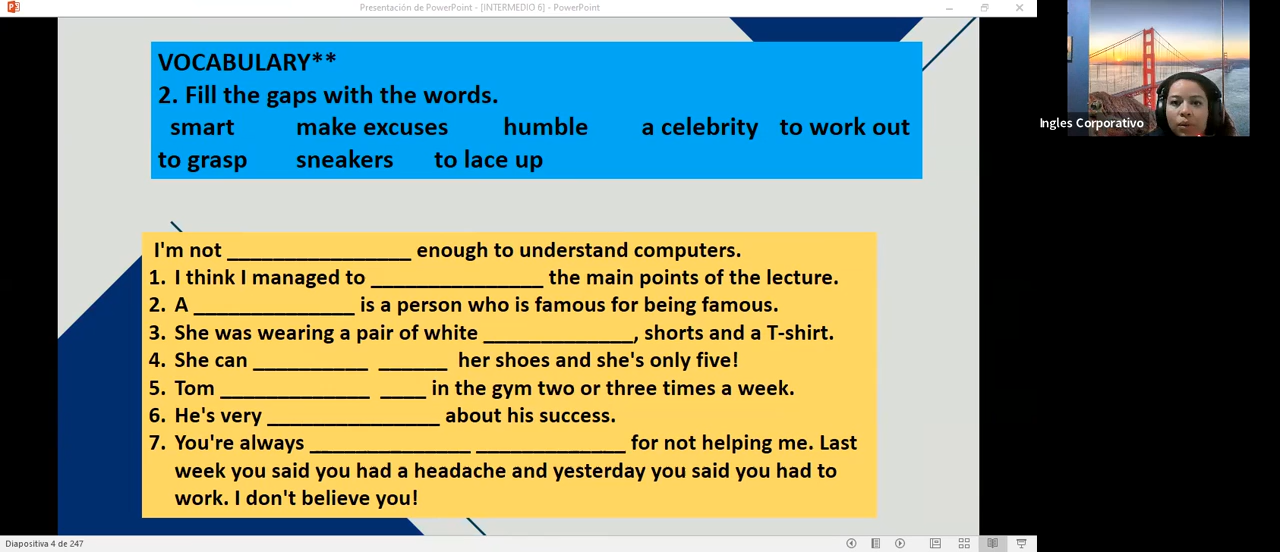 Presentación de PowerPoint - [INTERMEDIO 6] - PowerPoint
VOCABULARY**
2. Fill the gaps with the words.
smart make excuses humble a celebrity to work out
to grasp sneakers to lace up
I'm not ________________ enough to understand computers.
1. I think I managed to _______________ the main points of the lecture.
2. A ______________ is a person who is famous for being famous.
3. She was wearing a pair of white _____________, shorts and a T-shirt.
4. She can __________ ______ her shoes and she's only five!
5. Tom _____________ ____ in the gym two or three times a week.
6. He's very _______________ about his success.
7. You're always ______________ _____________ for not helping me. Last
week you said you had a headache and yesterday you said you had to
work. I don't believe you!
Ingles Corporativo
Diapositiva 4 de 247